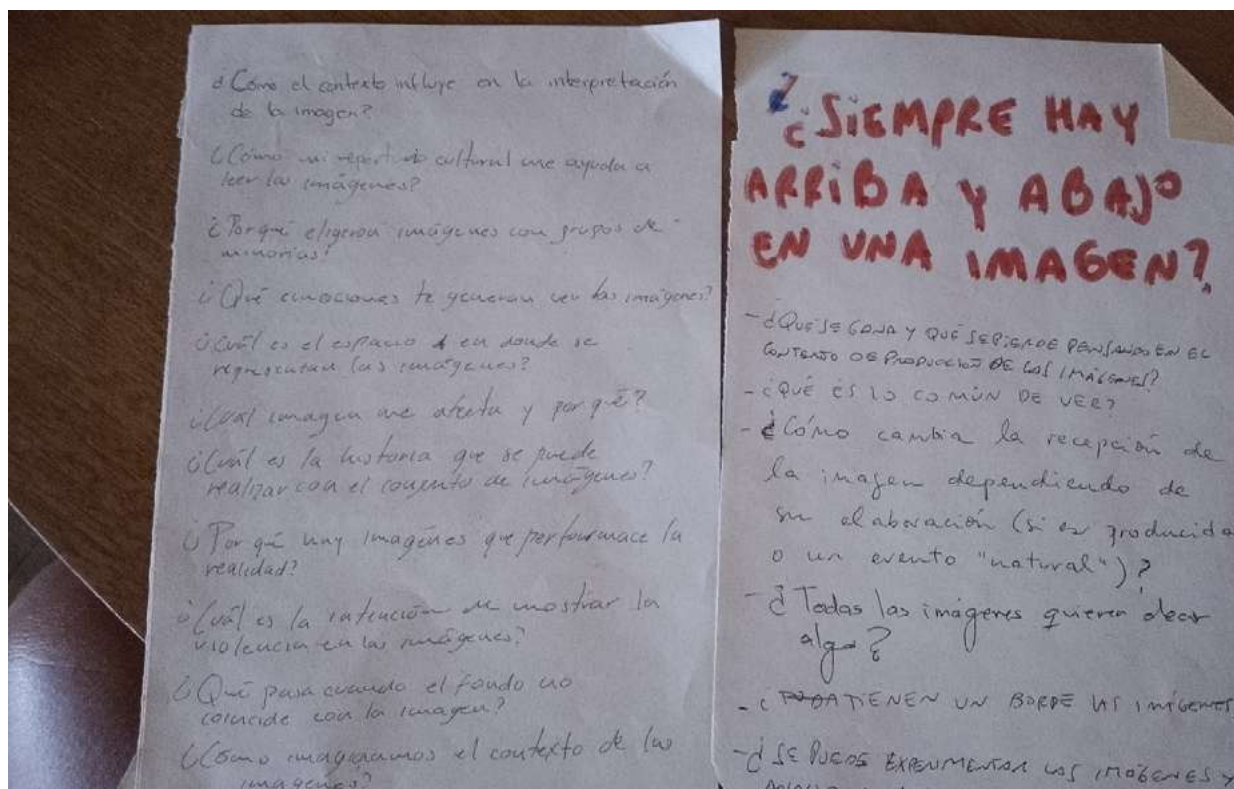 ¿Cómo el contexto influye en la interpretación
de la imagen?
¿Cómo mi repertorio cultural me ayuda a
leer las imágenes?
¿Porqué eligieron imágenes con grupos de
minorías?
¿Qué emociones te generan ver las imágenes?
¿Cuál es el espacio en donde se
representan las imágenes?
¿Cuál imagen me afecta y por qué?
¿Cuál es la historia que se puede
realizar con el conjunto de imágenes?
¿Por qué hay imágenes que performace la
realidad?
¿Cuál es la intención de mostrar la
violencia en las imágenes?
¿Qué pasa cuando el fondo no
coincide con la imagen?
¿Cómo imaginamos el contexto de las
imágenes?
¿SIEMPRE HAY
ARRIBA Y ABAJO
EN UNA IMAGEN?
- ¿QUÉ SE GANA Y QUÉ SE PIERDE PENSANDO EN EL
CONTEXTO DE PRODUCCIÓN DE LAS IMÁGENES?
- ¿QUÉ ES LO COMÚN DE VER?
- ¿Cómo cambia la recepción de
la imagen dependiendo de
su elaboración (si es producida
o un evento "natural")?
- ¿Todas las imágenes quieren decir
algo?
- ¿TIENEN UN BORDE LAS IMÁGENES
- ¿SE PUEDE EXPERIMENTAR LAS IMÁGENES Y